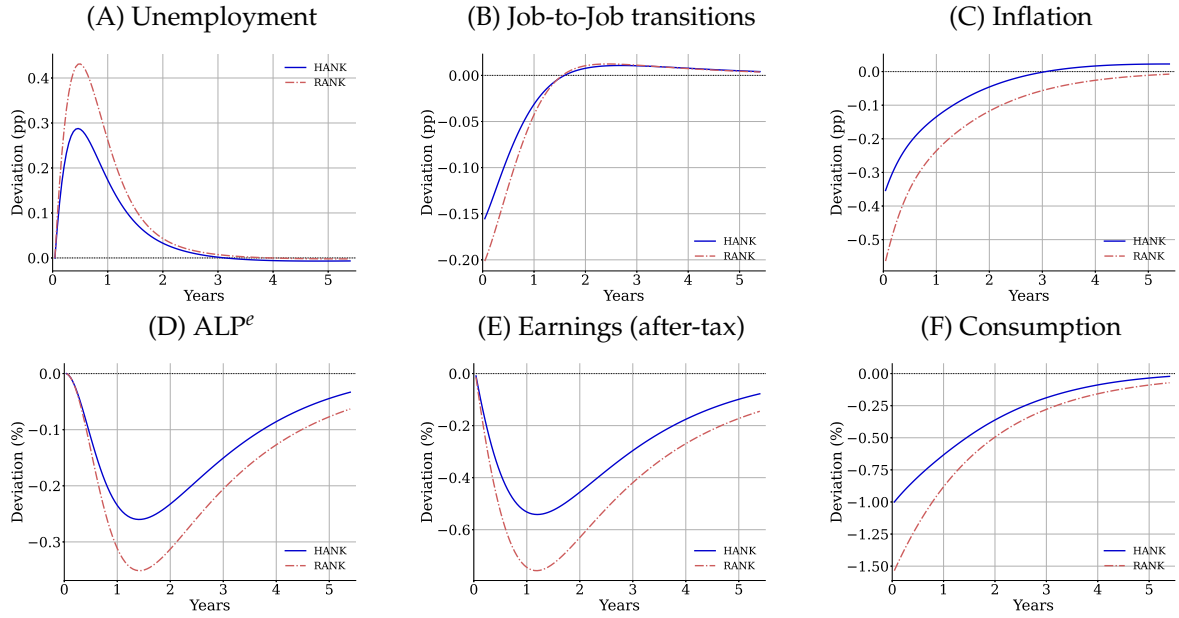 (A) Unemployment
Deviation (pp)
0.4
0.3
0.2
0.1
0.0
HANK
RANK
0 1 2 3 4 5
Years
(B) Job-to-Job transitions
Deviation (pp)
0.00
−0.05
−0.10
−0.15
−0.20
HANK
RANK
0 1 2 3 4 5
Years
(C) Inflation
Deviation (pp)
0.0
−0.1
−0.2
−0.3
−0.4
−0.5
HANK
RANK
0 1 2 3 4 5
Years
(D) ALPᵉ
Deviation (%)
0.0
−0.1
−0.2
−0.3
HANK
RANK
0 1 2 3 4 5
Years
(E) Earnings (after-tax)
Deviation (%)
0.0
−0.2
−0.4
−0.6
HANK
RANK
0 1 2 3 4 5
Years
(F) Consumption
Deviation (%)
0.00
−0.25
−0.50
−0.75
−1.00
−1.25
−1.50
HANK
RANK
0 1 2 3 4 5
Years